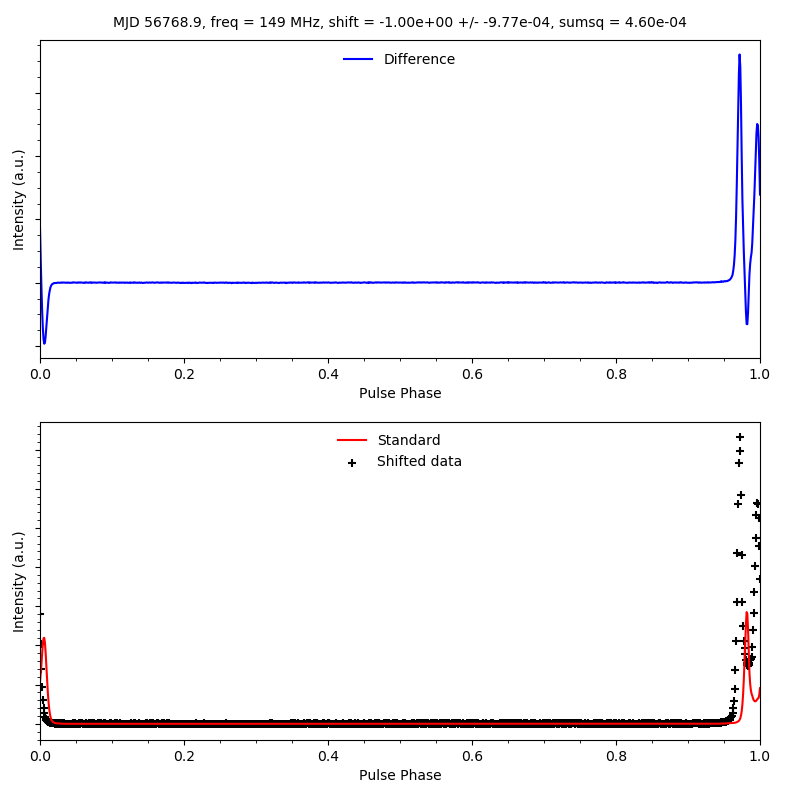 MJD 56768.9, freq = 149 MHz, shift = -1.00e+00 +/- -9.77e-04, sumsq = 4.60e-04
Difference
Intensity (a.u.)
0.0 0.2 0.4 0.6 0.8 1.0
Pulse Phase
Standard
Shifted data
Intensity (a.u.)
0.0 0.2 0.4 0.6 0.8 1.0
Pulse Phase